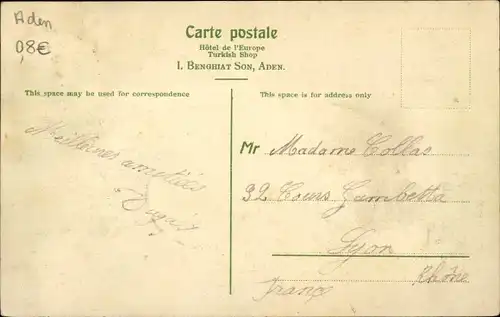 Aden
08€
Carte postale
Hôtel de l'Europe
Turkish Shop
I. Benghiat Son, Aden.
This space may be used for correspondence
This space is for address only
Meilleures amitiés
Mr Madame Collas
92 Cours Gambetta
Lyon
Rhône
France